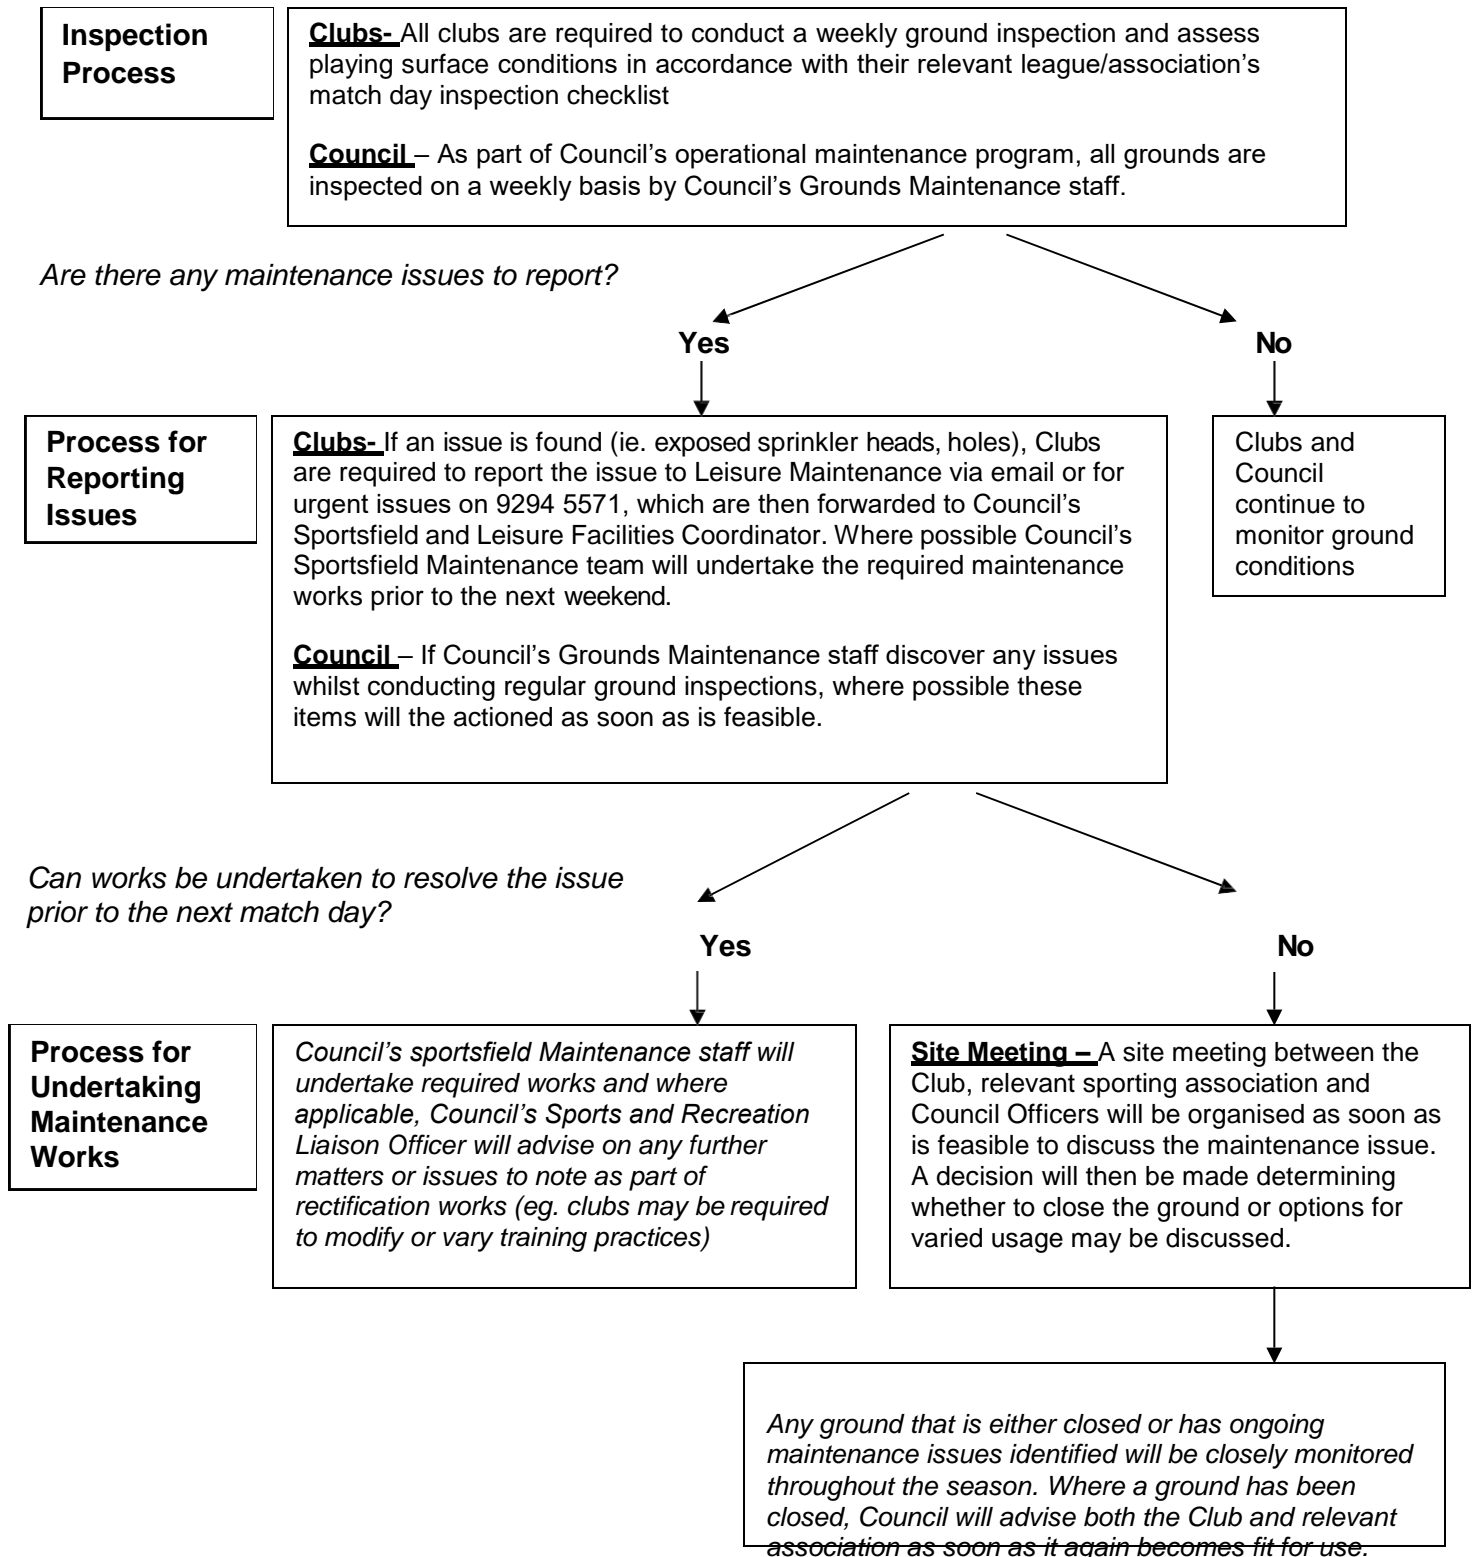 Inspection
Process
Clubs- All clubs are required to conduct a weekly ground inspection and assess
playing surface conditions in accordance with their relevant league/association's
match day inspection checklist
Council – As part of Council's operational maintenance program, all grounds are
inspected on a weekly basis by Council's Grounds Maintenance staff.
Are there any maintenance issues to report?
Yes
No
Process for
Reporting
Issues
Clubs- If an issue is found (ie. exposed sprinkler heads, holes), Clubs
are required to report the issue to Leisure Maintenance via email or for
urgent issues on 9294 5571, which are then forwarded to Council's
Sportsfield and Leisure Facilities Coordinator. Where possible Council's
Sportsfield Maintenance team will undertake the required maintenance
works prior to the next weekend.
Council – If Council's Grounds Maintenance staff discover any issues
whilst conducting regular ground inspections, where possible these
items will the actioned as soon as is feasible.
Clubs and
Council
continue to
monitor ground
conditions
Can works be undertaken to resolve the issue
prior to the next match day?
Yes
No
Process for
Undertaking
Maintenance
Works
Council's sportsfield Maintenance staff will
undertake required works and where
applicable, Council's Sports and Recreation
Liaison Officer will advise on any further
matters or issues to note as part of
rectification works (eg. clubs may be required
to modify or vary training practices)
Site Meeting – A site meeting between the
Club, relevant sporting association and
Council Officers will be organised as soon as
is feasible to discuss the maintenance issue.
A decision will then be made determining
whether to close the ground or options for
varied usage may be discussed.
Any ground that is either closed or has ongoing
maintenance issues identified will be closely monitored
throughout the season. Where a ground has been
closed, Council will advise both the Club and relevant
association as soon as it again becomes fit for use.